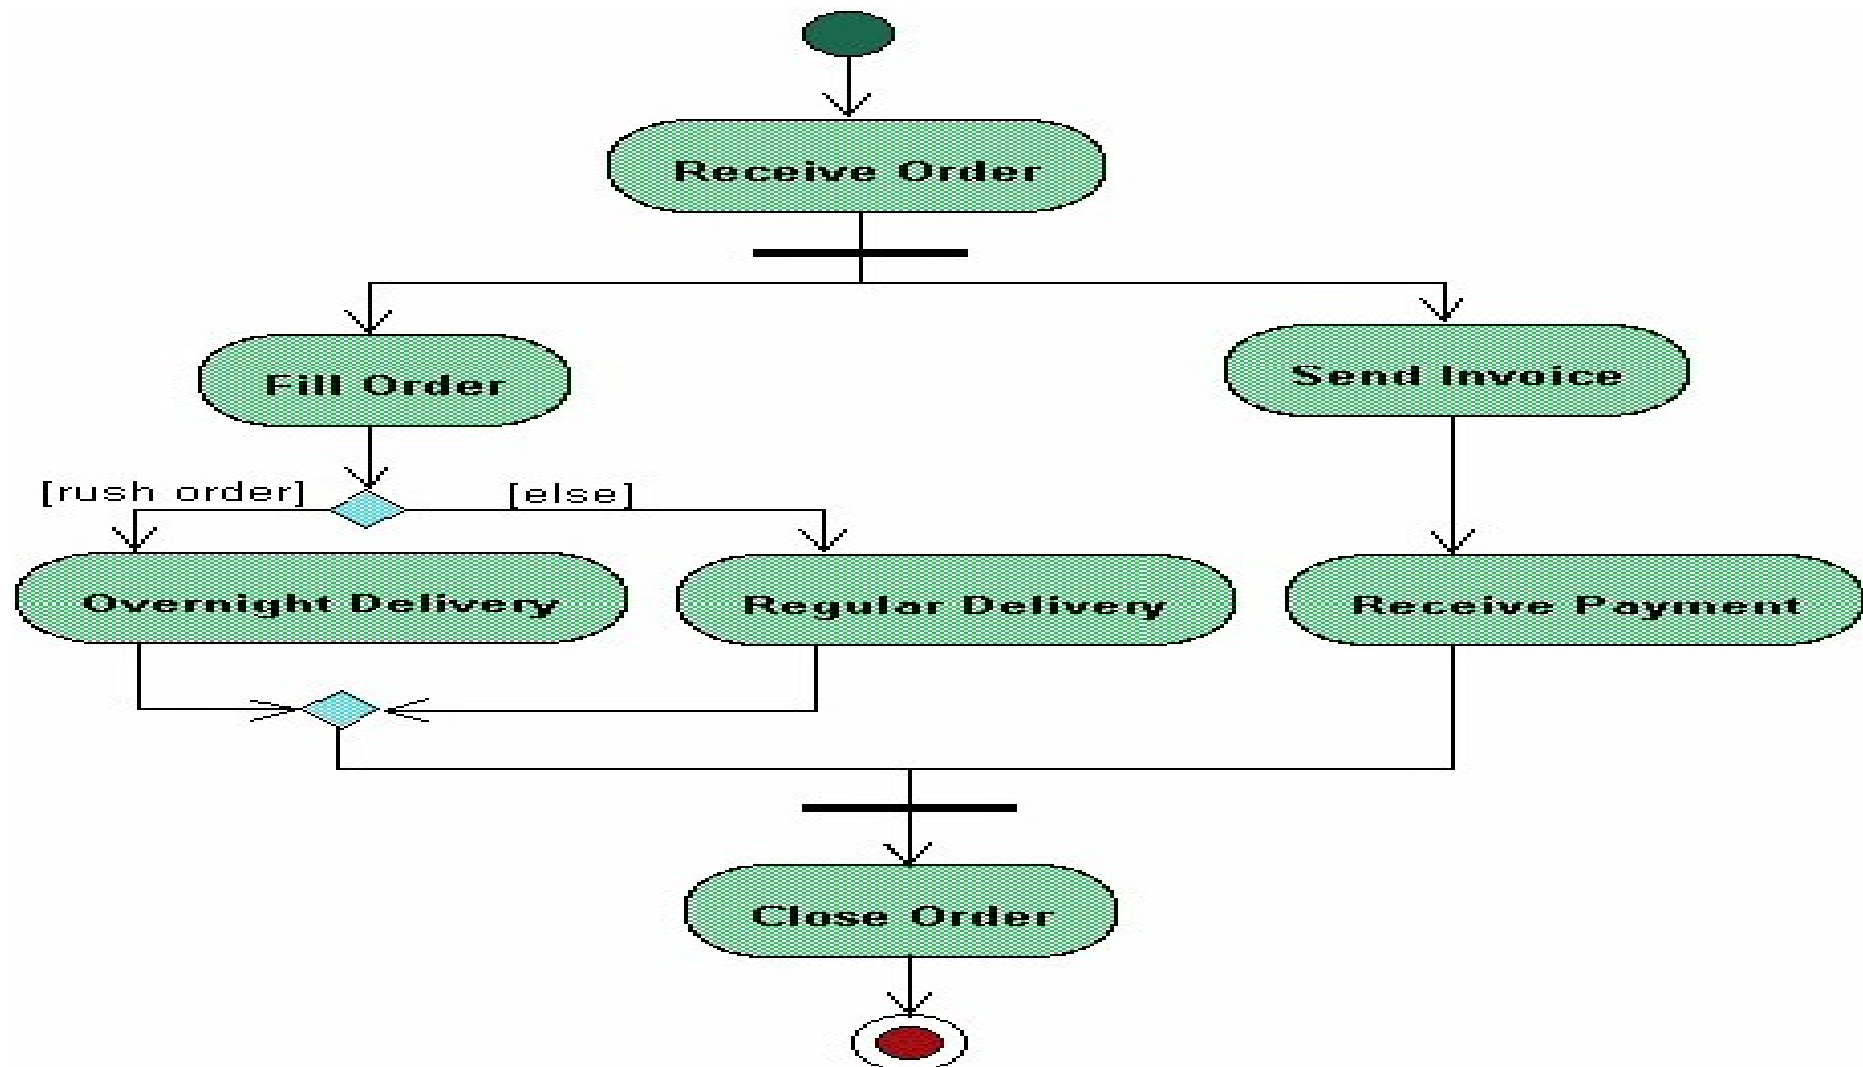 Receive Order
Fill Order
Send Invoice
[rush order]
[else]
Overnight Delivery
Regular Delivery
Receive Payment
Close Order